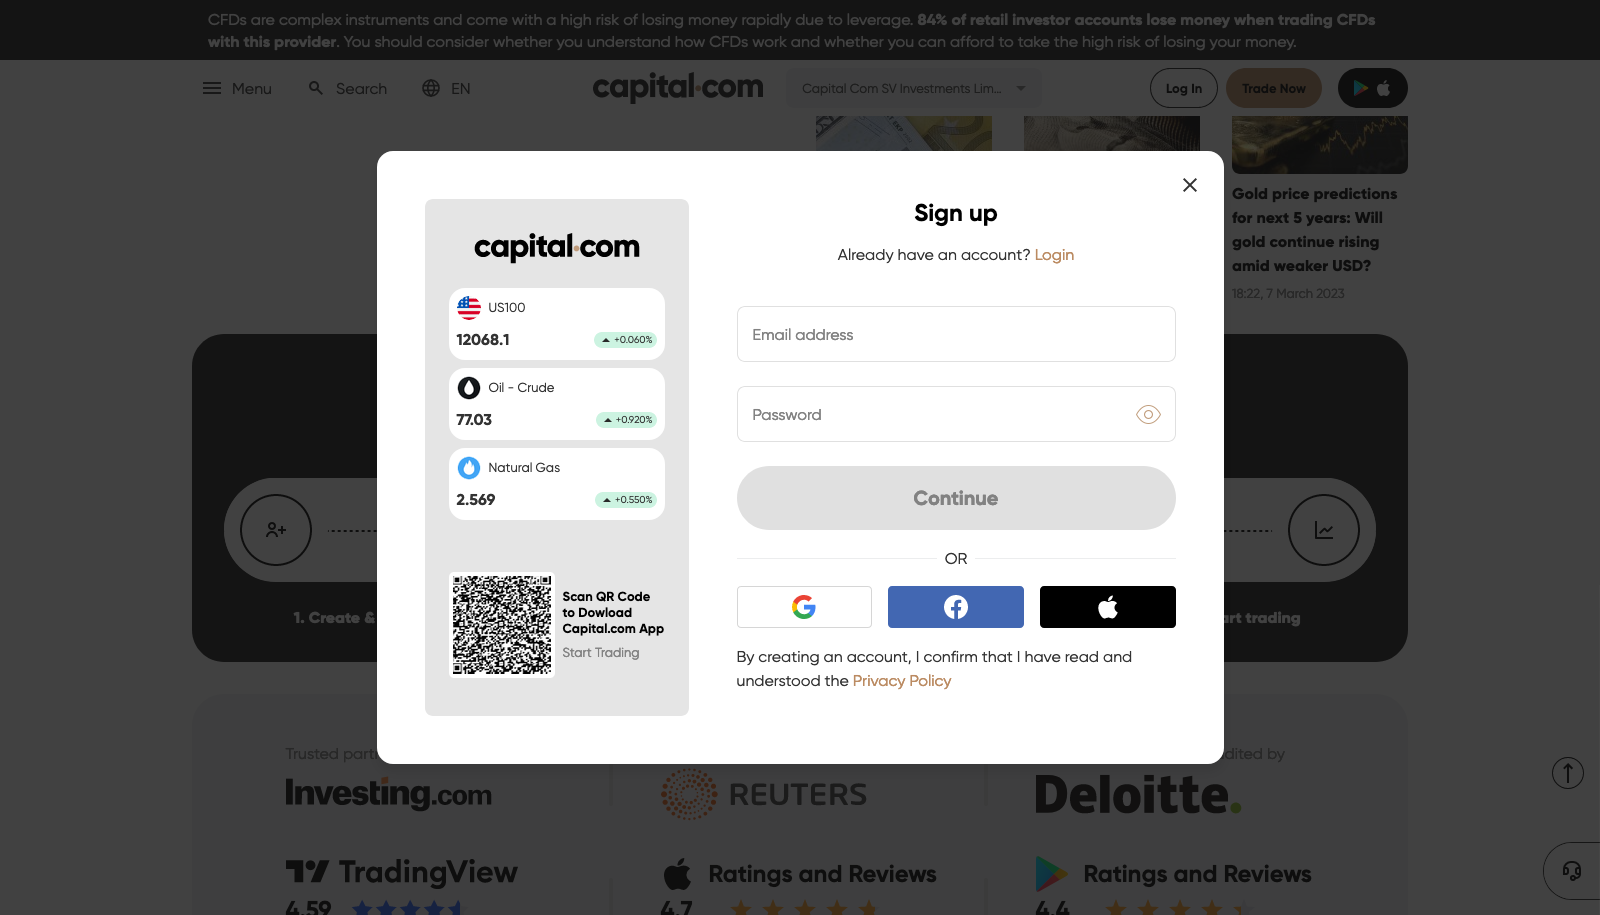 CFDs are complex instruments and come with a high risk of losing money rapidly due to leverage. 84% of retail investor accounts lose money when trading CFDs
with this provider. You should consider whether you understand how CFDs work and whether you can afford to take the high risk of losing your money.
Menu
Search
EN
capital.com
Capital Com SV Investments Lim...
Log In
Trade Now
Gold price predictions
for next 5 years: Will
gold continue rising
amid weaker USD?
18:22, 7 March 2023
capital.com
US100
12068.1
+0.060%
Oil - Crude
77.03
+0.920%
Natural Gas
2.569
+0.550%
Scan QR Code
to Dowload
Capital.com App
Start Trading
Sign up
Already have an account? Login
Email address
Password
Continue
OR
By creating an account, I confirm that I have read and
understood the Privacy Policy
1. Create &
art trading
Trusted part
dited by
Investing.com
REUTERS
Deloitte.
TradingView
Ratings and Reviews
Ratings and Reviews
4.59
4.7
4.4